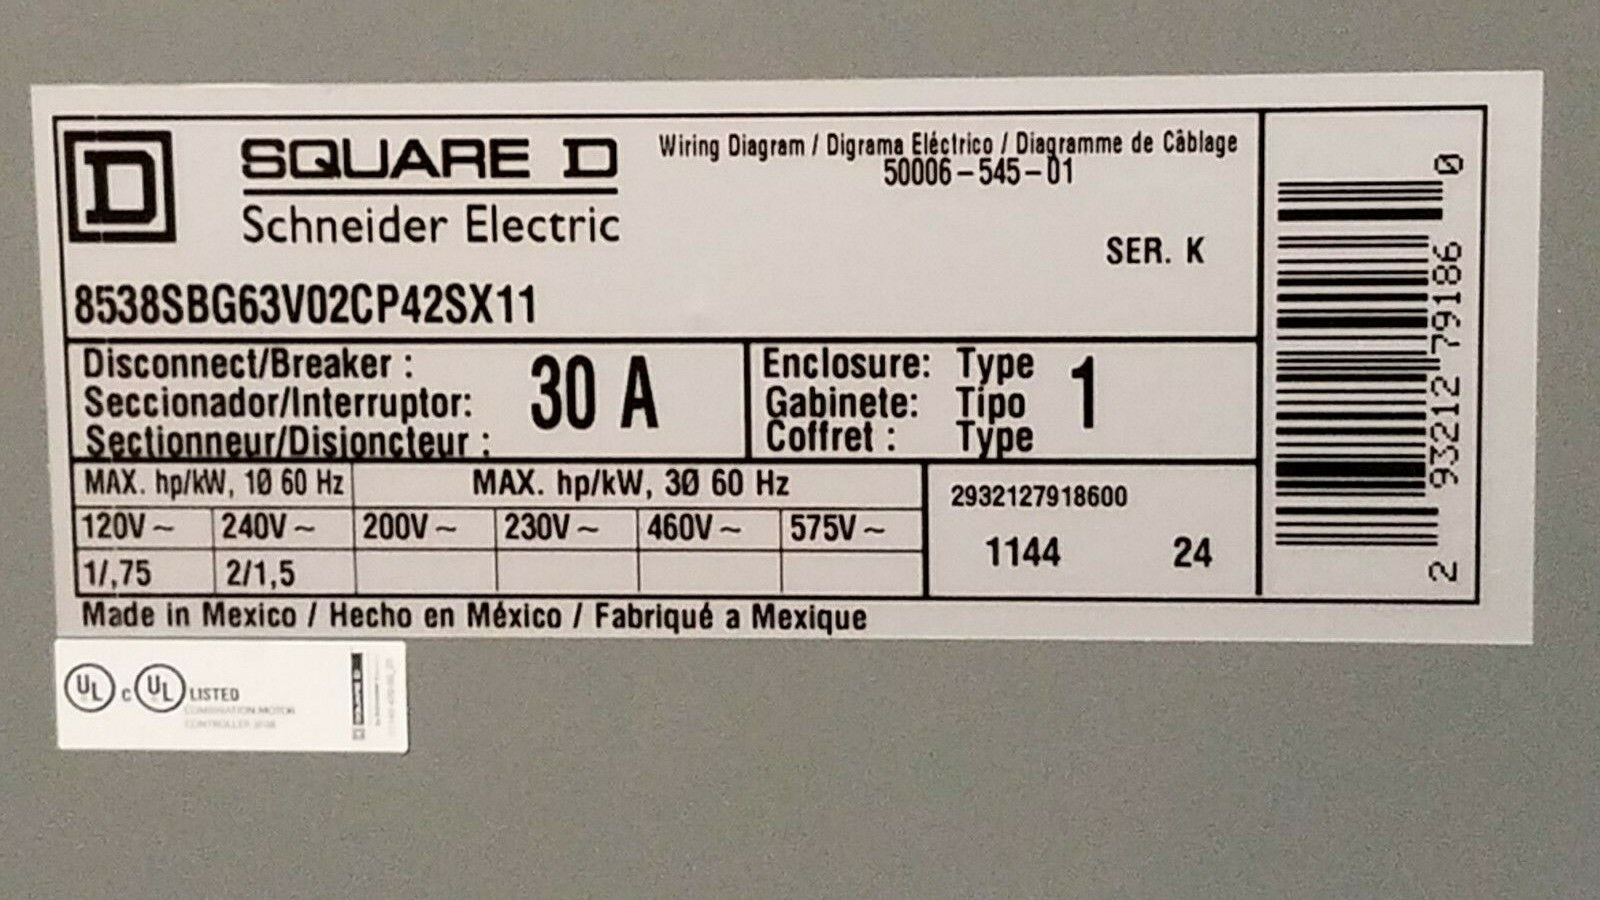 D
SQUARE D
Schneider Electric
Wiring Diagram / Digrama Eléctrico / Diagramme de Câblage
50006-545-01
SER. K
8538SBG63V02CP42SX11
Disconnect/Breaker : 30 A
Seccionador/Interruptor:
Sectionneur/Disjoncteur :
Enclosure: Type 1
Gabinete: Tipo
Coffret : Type
MAX. hp/kW, 1Ø 60 Hz MAX. hp/kW, 3Ø 60 Hz
120V ~ 240V ~ 200V ~ 230V ~ 460V ~ 575V ~
1/,75 2/1,5
2932127918600
1144 24
Made in Mexico / Hecho en México / Fabriqué a Mexique
2 93212 79186 0
UL c UL LISTED
COMBINATION MOTOR